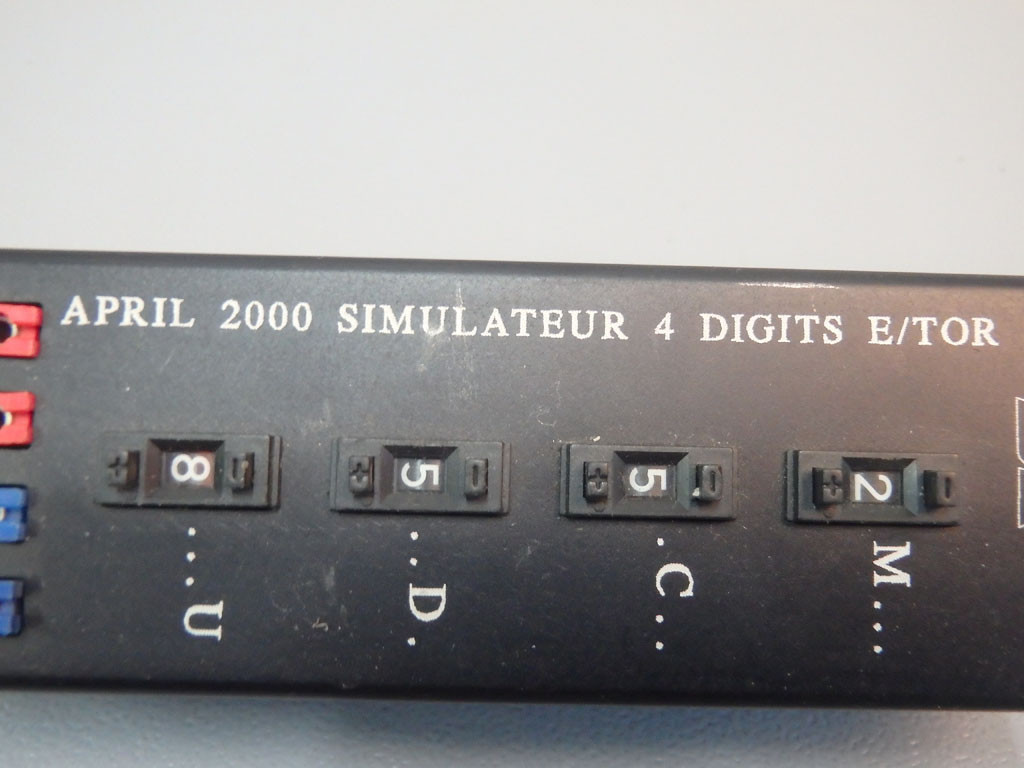 APRIL 2000 SIMULATEUR 4 DIGITS E/TOR
2 M...
5 .C..
5 ..D.
8 ...U